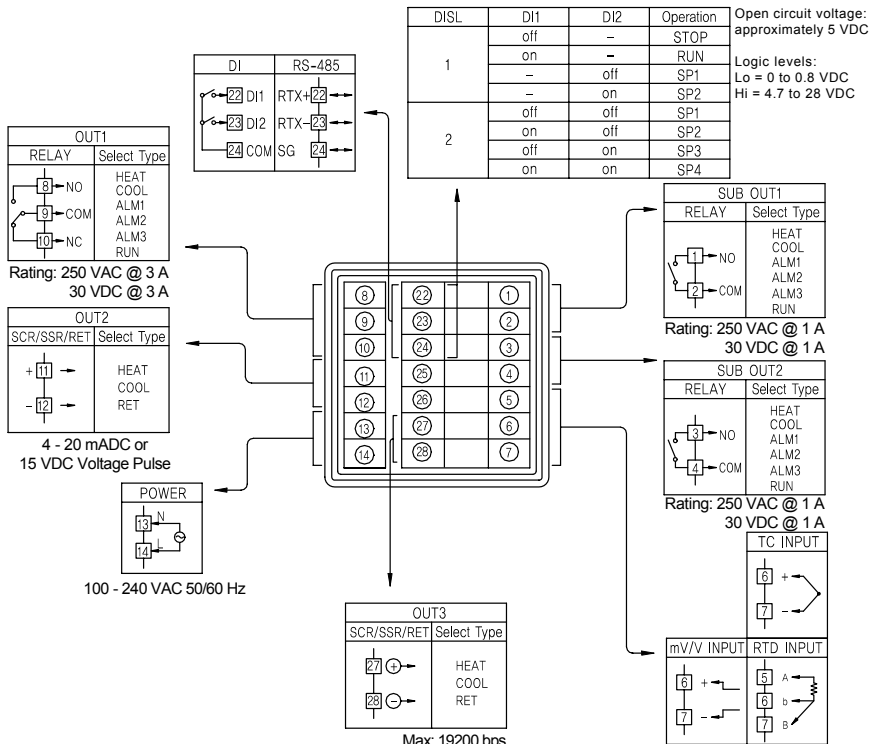 DISL DI1 DI2 Operation
1 off – STOP
on – RUN
– off SP1
– on SP2
2 off off SP1
on off SP2
off on SP3
on on SP4
Open circuit voltage:
approximately 5 VDC
Logic levels:
Lo = 0 to 0.8 VDC
Hi = 4.7 to 28 VDC
DI RS-485
22 DI1 RTX+ 22
23 DI2 RTX- 23
24 COM SG 24
OUT1
RELAY Select Type
8 NO
9 COM
10 NC
HEAT
COOL
ALM1
ALM2
ALM3
RUN
Rating: 250 VAC @ 3 A
30 VDC @ 3 A
OUT2
SCR/SSR/RET Select Type
+ 11
- 12
HEAT
COOL
RET
4 - 20 mADC or
15 VDC Voltage Pulse
POWER
13 N
14 L
100 - 240 VAC 50/60 Hz
8 22 1
9 23 2
10 24 3
11 25 4
12 26 5
13 27 6
14 28 7
SUB OUT1
RELAY Select Type
1 NO
2 COM
HEAT
COOL
ALM1
ALM2
ALM3
RUN
Rating: 250 VAC @ 1 A
30 VDC @ 1 A
SUB OUT2
RELAY Select Type
3 NO
4 COM
HEAT
COOL
ALM1
ALM2
ALM3
RUN
Rating: 250 VAC @ 1 A
30 VDC @ 1 A
TC INPUT
6 +
7 -
mV/V INPUT RTD INPUT
6 +
7 -
5 A
6 b
7 B
OUT3
SCR/SSR/RET Select Type
27 +
28 -
HEAT
COOL
RET
Max: 19200 bps